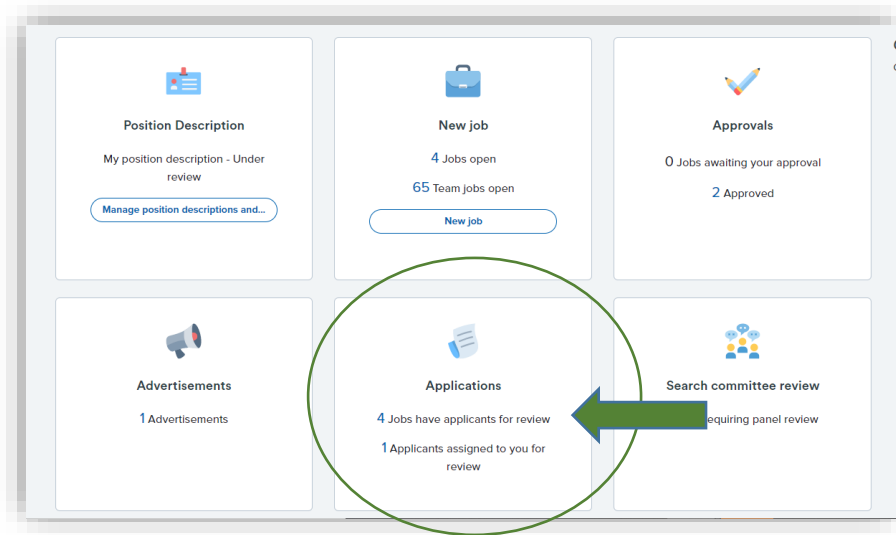 Position Description
My position description - Under
review
Manage position descriptions and...
New job
4 Jobs open
65 Team jobs open
New job
Approvals
0 Jobs awaiting your approval
2 Approved
Advertisements
1 Advertisements
Applications
4 Jobs have applicants for review
1 Applicants assigned to you for
review
Search committee review
equiring panel review